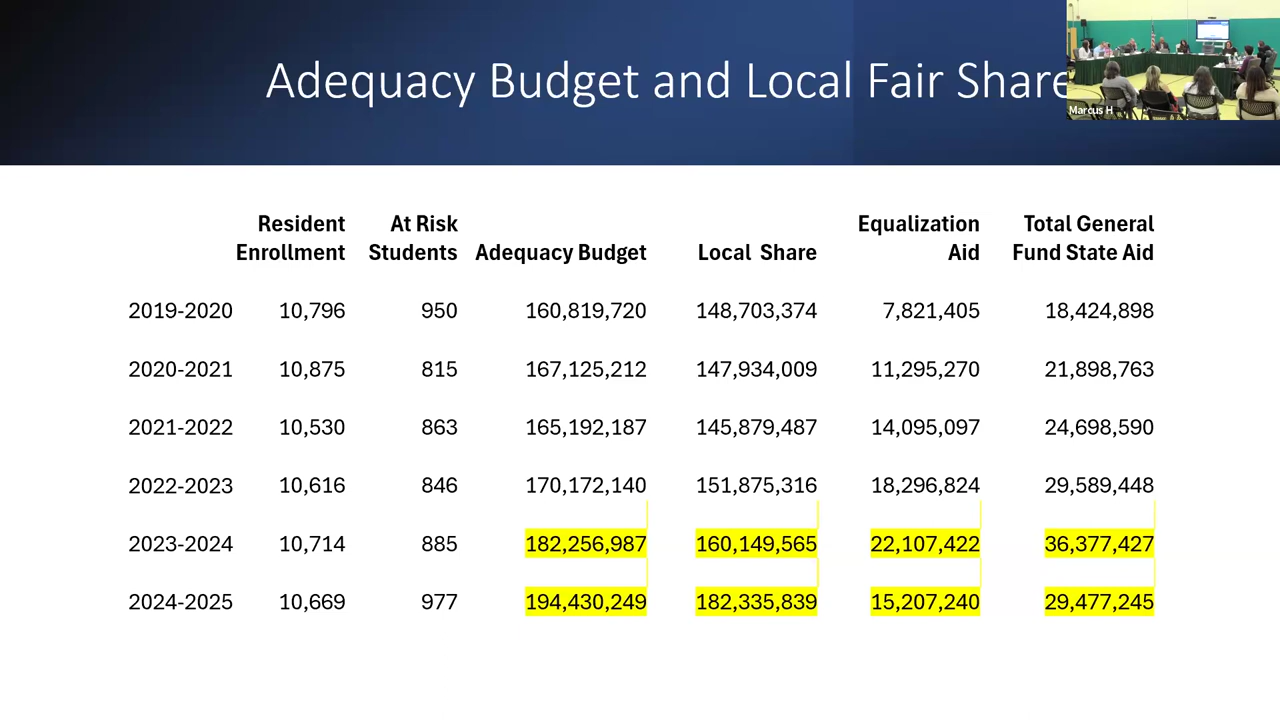 Adequacy Budget and Local Fair Share
Marcus H
Resident Enrollment At Risk Students Adequacy Budget Local Share Equalization Aid Total General Fund State Aid
2019-2020 10,796 950 160,819,720 148,703,374 7,821,405 18,424,898
2020-2021 10,875 815 167,125,212 147,934,009 11,295,270 21,898,763
2021-2022 10,530 863 165,192,187 145,879,487 14,095,097 24,698,590
2022-2023 10,616 846 170,172,140 151,875,316 18,296,824 29,589,448
2023-2024 10,714 885 182,256,987 160,149,565 22,107,422 36,377,427
2024-2025 10,669 977 194,430,249 182,335,839 15,207,240 29,477,245